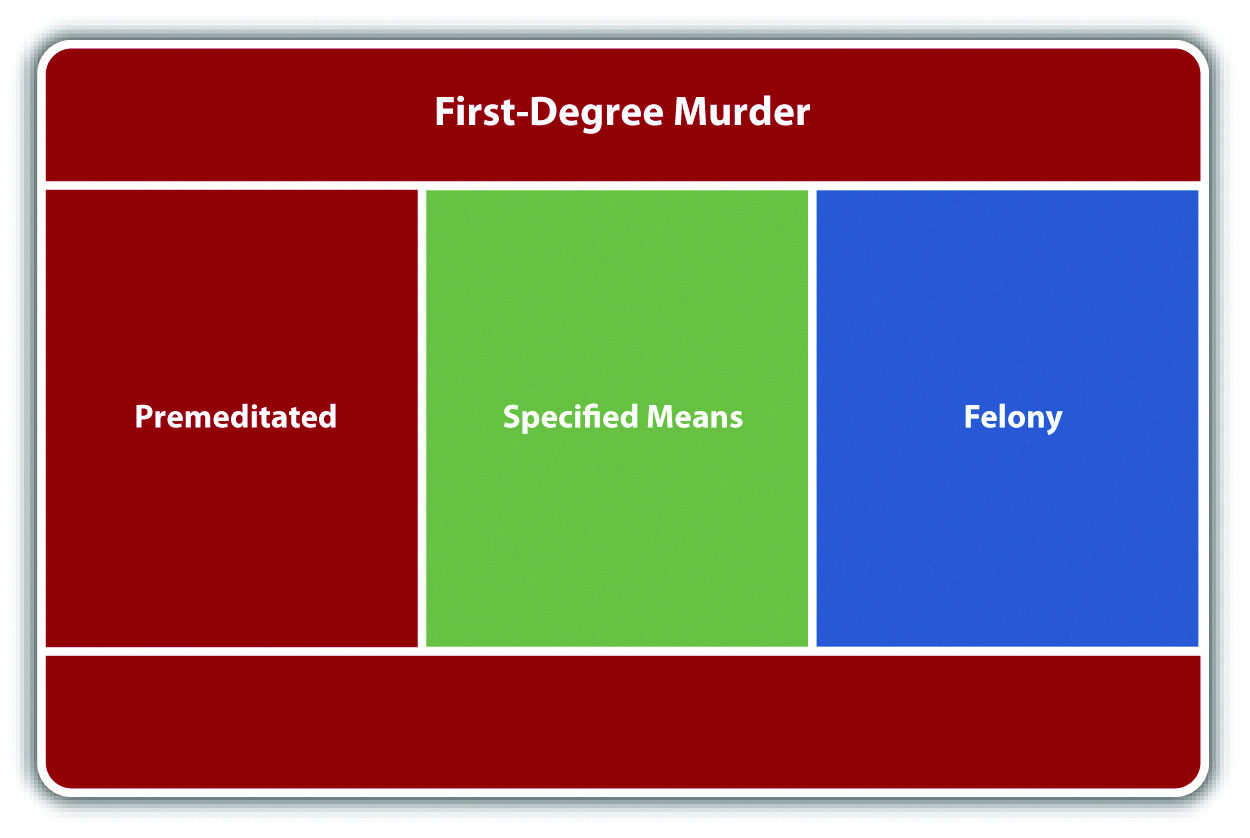 First-Degree Murder
Premeditated
Specified Means
Felony